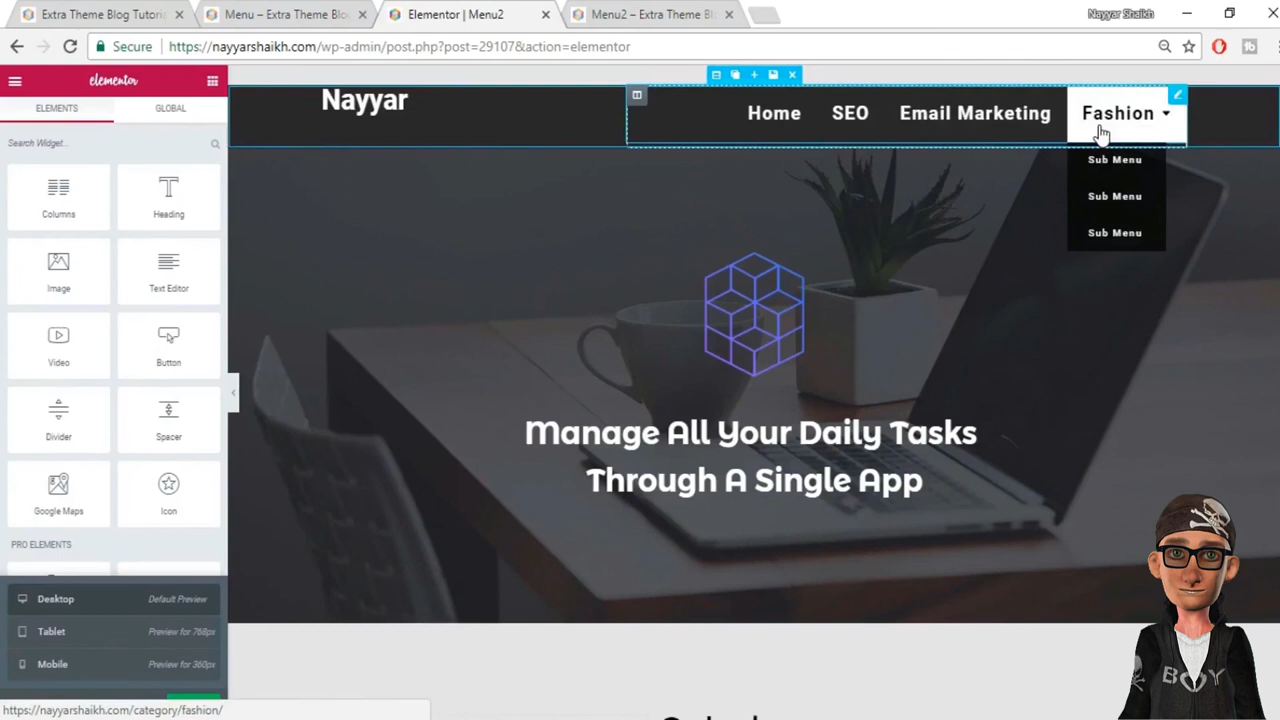 Extra Theme Blog Tutoria
Menu – Extra Theme Blo
Elementor | Menu2
Menu2 – Extra Theme Bl
Nayyar Shaikh
Secure
https://nayyarshaikh.com/wp-admin/post.php?post=29107&action=elementor
elementor
ELEMENTS
GLOBAL
Search Widget...
Columns
Heading
Image
Text Editor
Video
Button
Divider
Spacer
Google Maps
Icon
PRO ELEMENTS
Desktop
Default Preview
Tablet
Preview for 768px
Mobile
Preview for 360px
https://nayyarshaikh.com/category/fashion/
Nayyar
Home
SEO
Email Marketing
Fashion
Sub Menu
Sub Menu
Sub Menu
Manage All Your Daily Tasks
Through A Single App
BOY